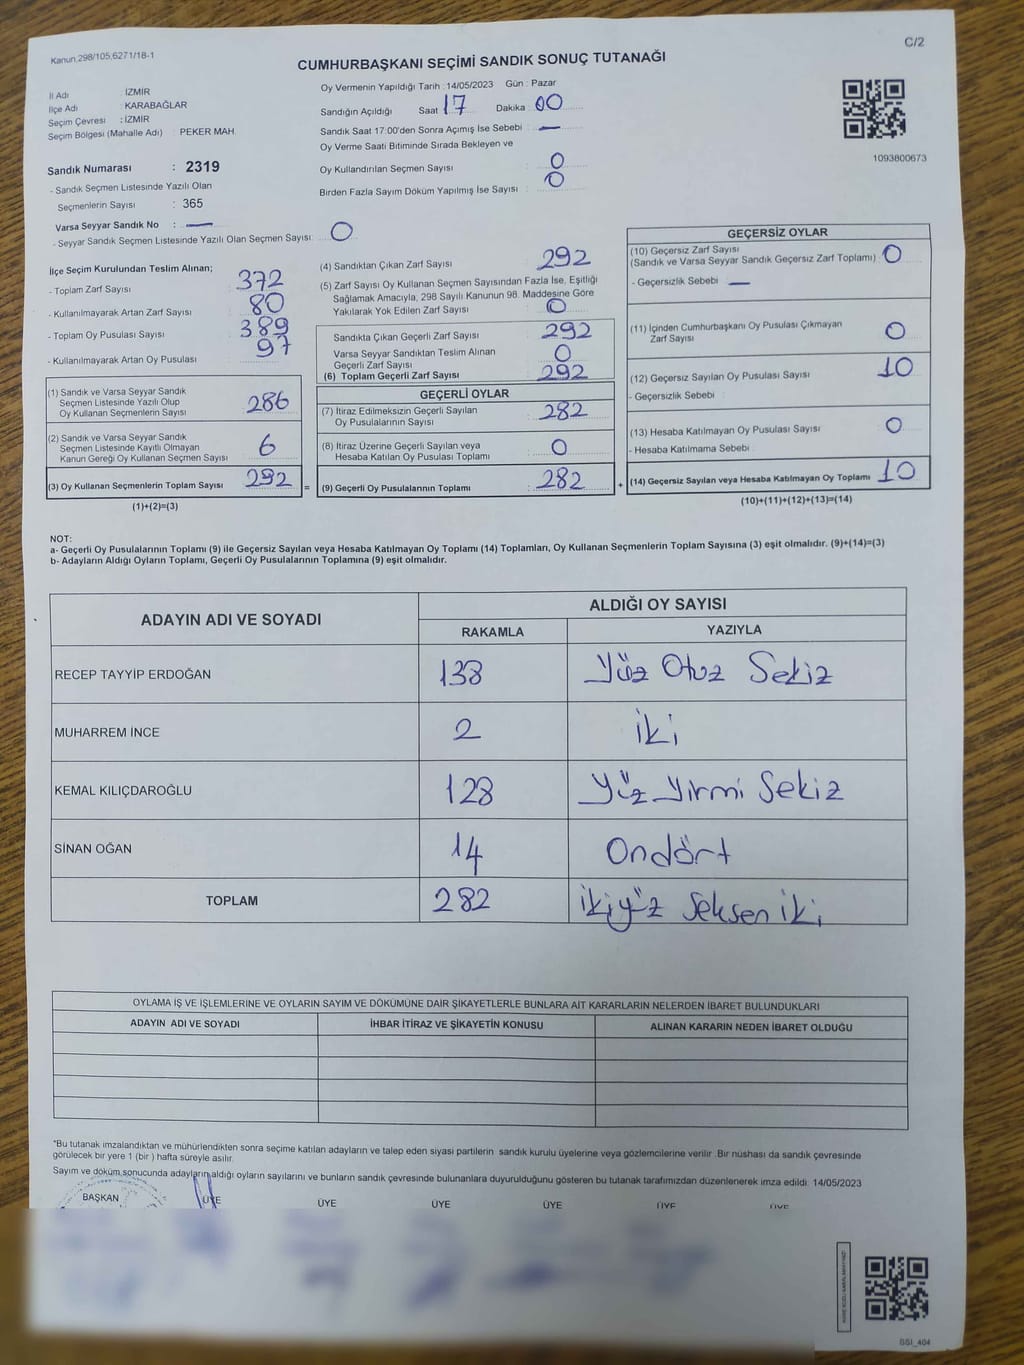 Kanun.298/105.6271/18-1
C/2
CUMHURBAŞKANI SEÇİMİ SANDIK SONUÇ TUTANAĞI
İl Adı : İZMİR
İlçe Adı : KARABAĞLAR
Seçim Çevresi : İZMİR
Seçim Bölgesi (Mahalle Adı) : PEKER MAH.
Sandık Numarası : 2319
- Sandık Seçmen Listesinde Yazılı Olan
Seçmenlerin Sayısı : 365
Varsa Seyyar Sandık No : —
- Seyyar Sandık Seçmen Listesinde Yazılı Olan Seçmen Sayısı: 0
Oy Vermenin Yapıldığı Tarih : 14/05/2023 Gün : Pazar
Sandığın Açıldığı Saat 17 Dakika : 00
Sandık Saat 17:00'den Sonra Açımış İse Sebebi : —
Oy Verme Saati Bitiminde Sırada Bekleyen ve
Oy Kullandırılan Seçmen Sayısı : 0
Birden Fazla Sayım Döküm Yapılmış İse Sayısı : 0
1093800673
İlçe Seçim Kurulundan Teslim Alınan;
- Toplam Zarf Sayısı 372
- Kullanılmayarak Artan Zarf Sayısı : 80
- Toplam Oy Pusulası Sayısı : 389
- Kullanılmayarak Artan Oy Pusulası 97
(1) Sandık ve Varsa Seyyar Sandık
Seçmen Listesinde Yazılı Olup
Oy Kullanan Seçmenlerin Sayısı : 286
(2) Sandık ve Varsa Seyyar Sandık
Seçmen Listesinde Kayıtlı Olmayan
Kanun Gereği Oy Kullanan Seçmen Sayısı : 6
(3) Oy Kullanan Seçmenlerin Toplam Sayısı : 292
(1)+(2)=(3)
(4) Sandıktan Çıkan Zarf Sayısı : 292
(5) Zarf Sayısı Oy Kullanan Seçmen Sayısından Fazla İse, Eşitliği
Sağlamak Amacıyla, 298 Sayılı Kanunun 98. Maddesine Göre
Yakılarak Yok Edilen Zarf Sayısı : 0
Sandıkta Çıkan Geçerli Zarf Sayısı : 292
Varsa Seyyar Sandıktan Teslim Alınan
Geçerli Zarf Sayısı : 0
(6) Toplam Geçerli Zarf Sayısı : 292
GEÇERLİ OYLAR
(7) İtiraz Edilmeksizin Geçerli Sayılan
Oy Pusulalarının Sayısı : 282
(8) İtiraz Üzerine Geçerli Sayılan veya
Hesaba Katılan Oy Pusulası Toplamı : 0
= (9) Geçerli Oy Pusulalarının Toplamı : 282
GEÇERSİZ OYLAR
(10) Geçersiz Zarf Sayısı
(Sandık ve Varsa Seyyar Sandık Geçersiz Zarf Toplamı) : 0
- Geçersizlik Sebebi : —
(11) İçinden Cumhurbaşkanı Oy Pusulası Çıkmayan
Zarf Sayısı : 0
(12) Geçersiz Sayılan Oy Pusulası Sayısı : 10
- Geçersizlik Sebebi :
(13) Hesaba Katılmayan Oy Pusulası Sayısı : 0
- Hesaba Katılmama Sebebi :
+ (14) Geçersiz Sayılan veya Hesaba Katılmayan Oy Toplamı : 10
(10)+(11)+(12)+(13)=(14)
NOT:
a- Geçerli Oy Pusulalarının Toplamı (9) ile Geçersiz Sayılan veya Hesaba Katılmayan Oy Toplamı (14) Toplamları, Oy Kullanan Seçmenlerin Toplam Sayısına (3) eşit olmalıdır. (9)+(14)=(3)
b- Adayların Aldığı Oyların Toplamı, Geçerli Oy Pusulalarının Toplamına (9) eşit olmalıdır.
ADAYIN ADI VE SOYADI
ALDIĞI OY SAYISI
RAKAMLA YAZIYLA
RECEP TAYYİP ERDOĞAN 138 Yüz Otuz Sekiz
MUHARREM İNCE 2 İki
KEMAL KILIÇDAROĞLU 128 Yüz Yirmi Sekiz
SİNAN OĞAN 14 Ondört
TOPLAM 282 İkiyüz Seksen iki
OYLAMA İŞ VE İŞLEMLERİNE VE OYLARIN SAYIM VE DÖKÜMÜNE DAİR ŞİKAYETLERLE BUNLARA AİT KARARLARIN NELERDEN İBARET BULUNDUKLARI
ADAYIN ADI VE SOYADI İHBAR İTİRAZ VE ŞİKAYETİN KONUSU ALINAN KARARIN NEDEN İBARET OLDUĞU
*Bu tutanak imzalandıktan ve mühürlendikten sonra seçime katılan adayların ve talep eden siyasi partilerin sandık kurulu üyelerine veya gözlemcilerine verilir .Bir nüshası da sandık çevresinde
görülecek bir yere 1 (bir ) hafta süreyle asılır.
Sayım ve döküm sonucunda adayların aldığı oyların sayılarını ve bunların sandık çevresinde bulunanlara duyurulduğunu gösteren bu tutanak tarafımızdan düzenlenerek imza edildi: 14/05/2023
BAŞKAN ÜYE ÜYE ÜYE ÜYE ÜYE ÜYE